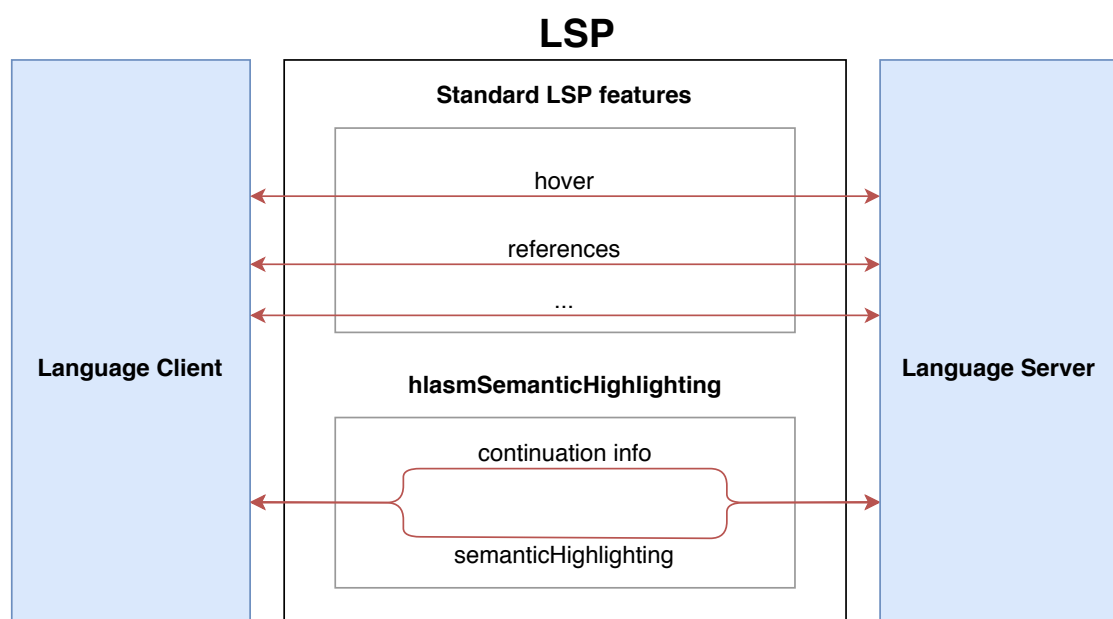 LSP
Standard LSP features
hover
references
...
Language Client
Language Server
hlasmSemanticHighlighting
continuation info
semanticHighlighting